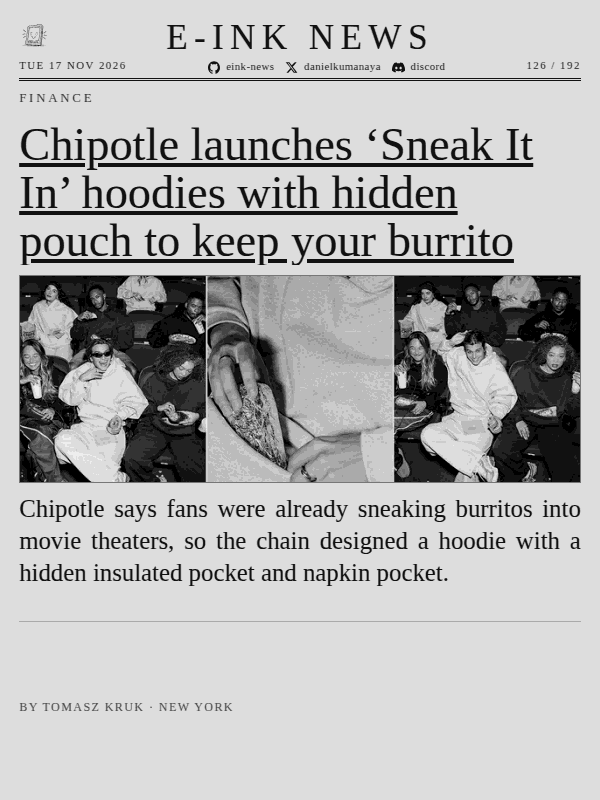 E-INK NEWS
TUE 17 NOV 2026
eink-news
danielkumanaya
discord
126 / 192
FINANCE
Chipotle launches ‘Sneak It
In’ hoodies with hidden
pouch to keep your burrito
Chipotle says fans were already sneaking burritos into
movie theaters, so the chain designed a hoodie with a
hidden insulated pocket and napkin pocket.
BY TOMASZ KRUK · NEW YORK